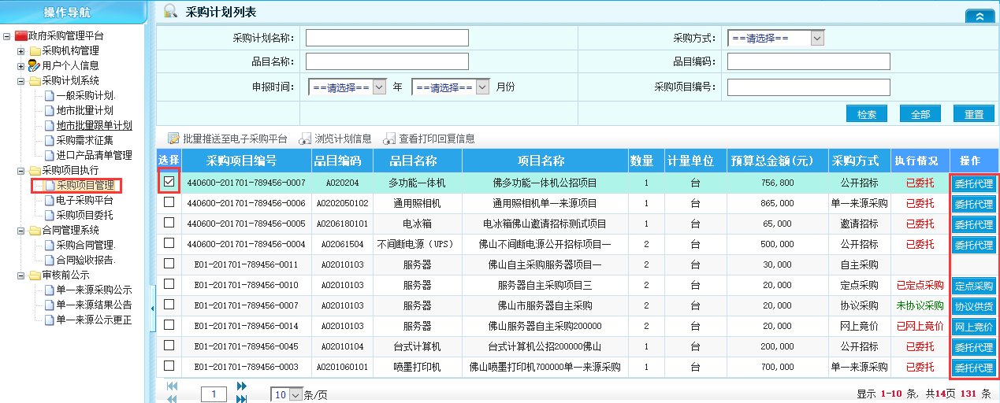 操作导航
政府采购管理平台
采购机构管理
用户个人信息
采购计划系统
一般采购计划.
地市批量计划
地市批量跟单计划
采购需求征集
进口产品清单管理
采购项目执行
采购项目管理
电子采购平台
采购项目委托
合同管理系统
采购合同管理.
合同验收报告.
审核前公示
单一来源采购公示
单一来源结果公告
单一来源公示更正
采购计划列表
采购计划名称： 采购方式： ==请选择==
品目名称： 品目编码：
申报时间： ==请选择== 年 ==请选择== 月份 采购项目编号：
检索 全部 重置
批量推送至电子采购平台 浏览计划信息 查看打印回复信息
选择 采购项目编号 品目编码 品目名称 项目名称 数量 计量单位 预算总金额(元) 采购方式 执行情况 操作
440600-201701-789456-0007 A020204 多功能一体机 佛多功能一体机公招项目 1 台 756,800 公开招标 已委托 委托代理
440600-201701-789456-0006 A0202050102 通用照相机 通用照相机单一来源项目 1 台 865,000 单一来源采购 已委托 委托代理
440600-201701-789456-0005 A0206180101 电冰箱 电冰箱佛山邀请招标测试项目 1 台 65,000 邀请招标 已委托 委托代理
440600-201701-789456-0004 A02061504 不间断电源（UPS） 佛山不间断电源公开招标项目一 2 台 500,000 公开招标 已委托 委托代理
E01-201701-789456-0011 A02010103 服务器 佛山自主采购服务器项目一 2 台 30,000 自主采购
E01-201701-789456-0010 A02010103 服务器 服务器自主采购项目三 2 台 20,000 定点采购 已定点采购 定点采购
E01-201701-789456-0007 A02010103 服务器 佛山市服务器自主采购 2 台 20,000 协议采购 未协议采购 协议供货
E01-201701-789456-0014 A02010103 服务器 佛山服务器自主采购200000 2 台 20,000 网上竞价 已网上竞价 网上竞价
E01-201701-789456-0045 A02010104 台式计算机 台式计算机公招200000佛山 1 台 200,000 公开招标 已委托 委托代理
E01-201701-789456-0003 A0201060101 喷墨打印机 佛山喷墨打印机700000单一来源采购 1 台 700,000 单一来源采购 已委托 委托代理
1 10 条/页 显示 1-10 条, 共14页 131 条